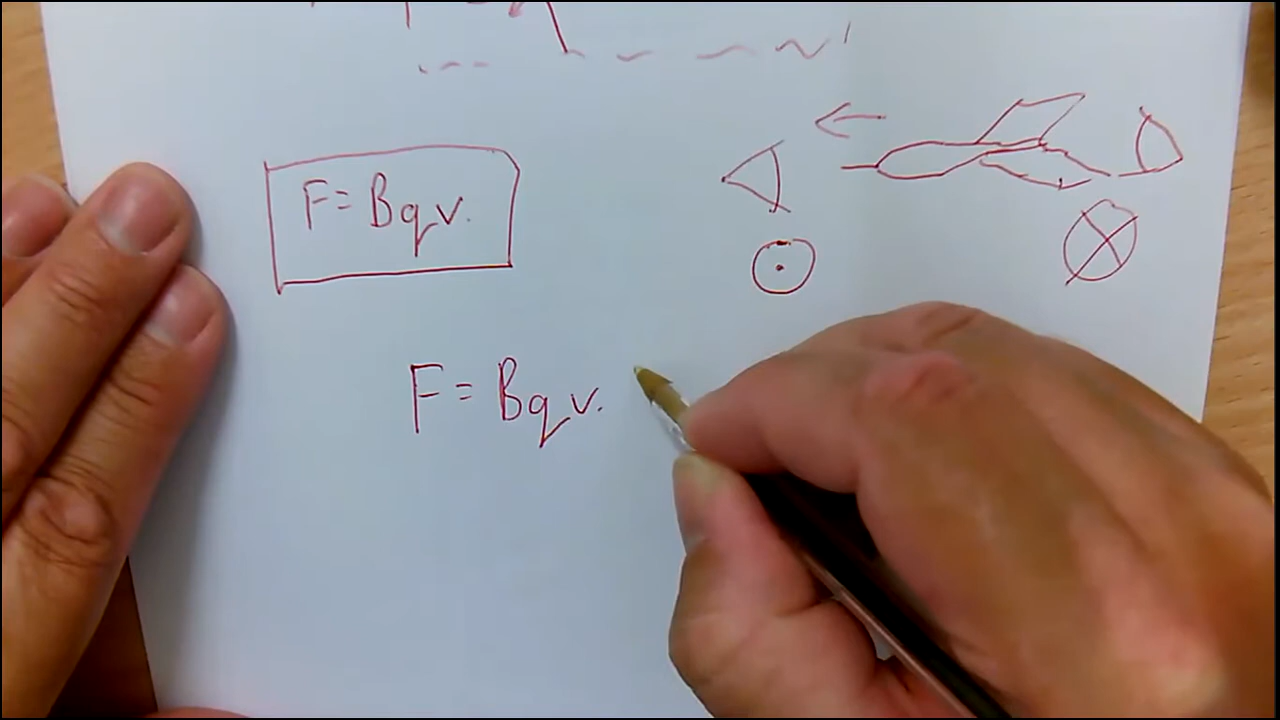 F = Bqv.
F = Bqv.